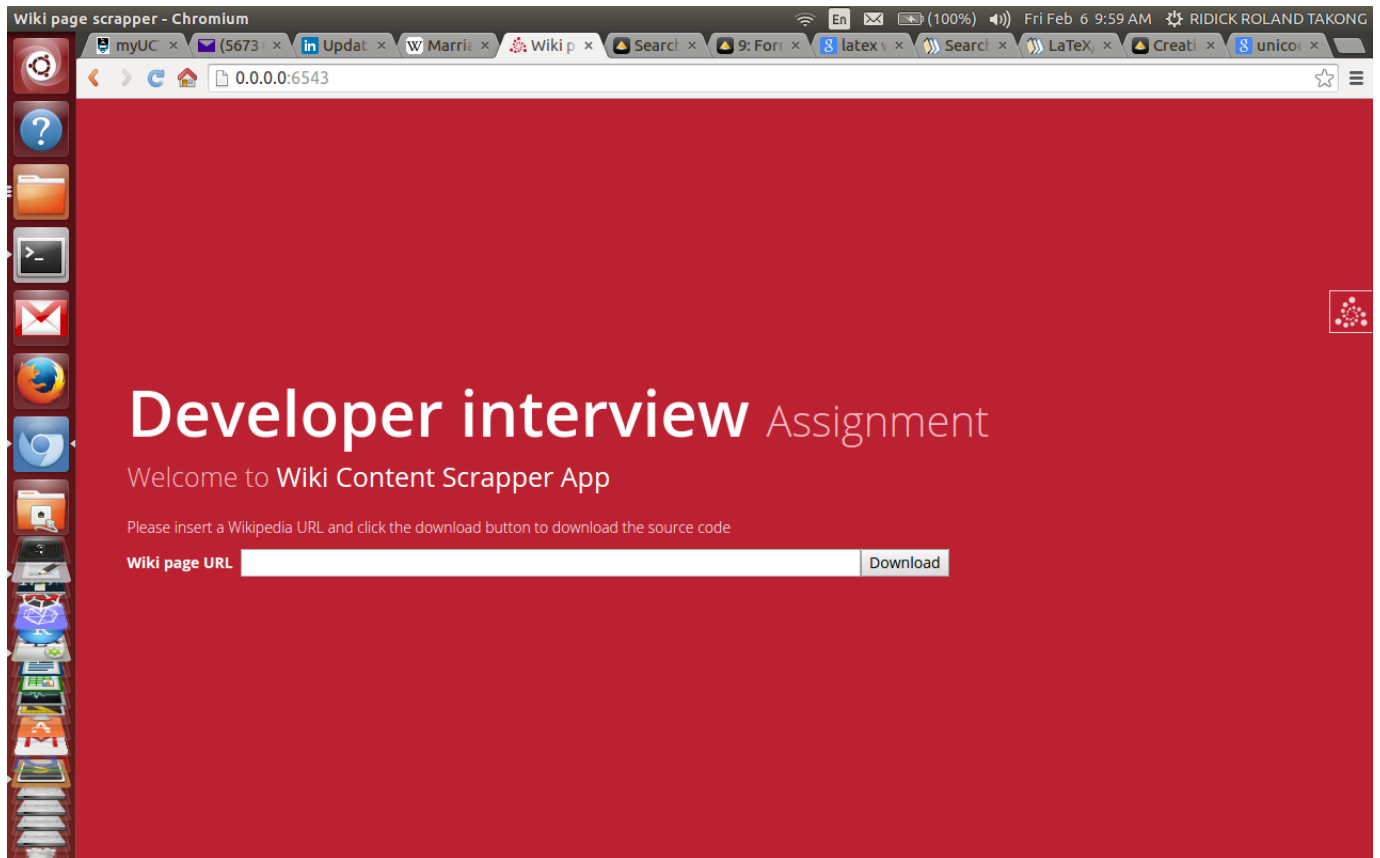 Wiki page scrapper - Chromium
En (100%) Fri Feb 6 9:59 AM RIDICK ROLAND TAKONG
myUC (5673 Updat Marria Wiki p Search 9: Forr latex Search LaTeX, Creati unico
0.0.0.0:6543
Developer interview Assignment
Welcome to Wiki Content Scrapper App
Please insert a Wikipedia URL and click the download button to download the source code
Wiki page URL
Download